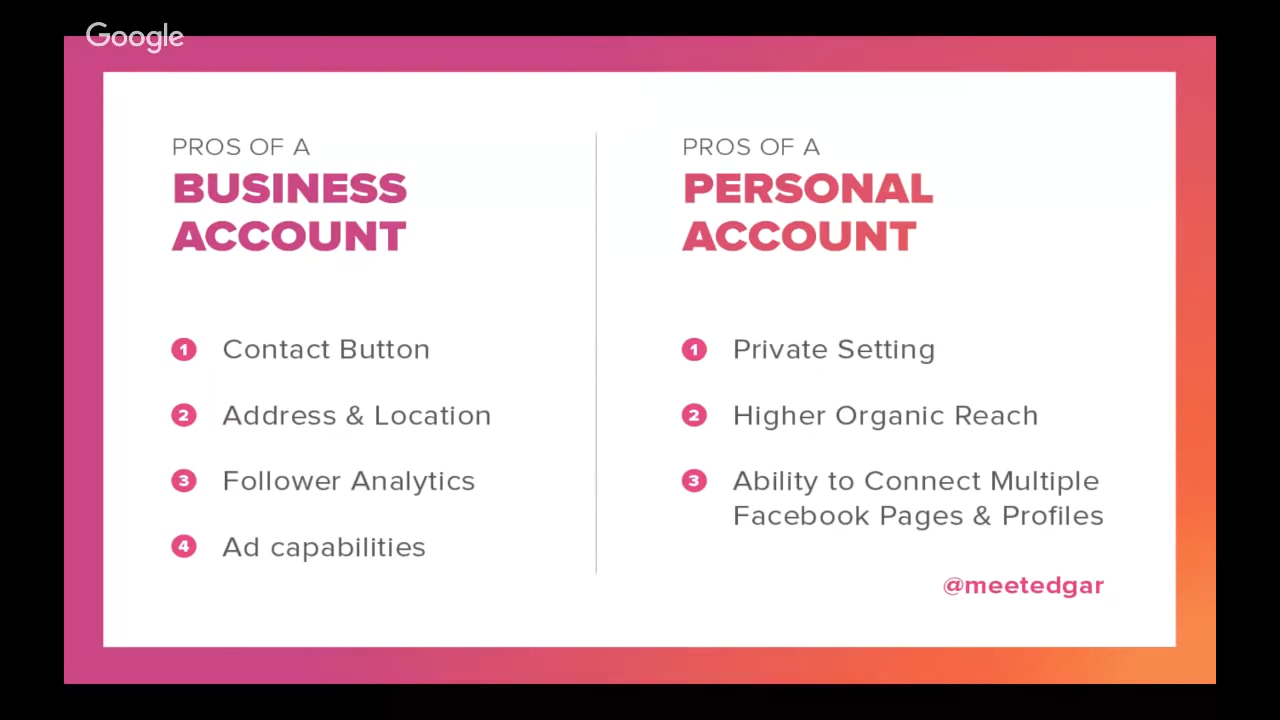 Google
PROS OF A
BUSINESS
ACCOUNT
1 Contact Button
2 Address & Location
3 Follower Analytics
4 Ad capabilities
PROS OF A
PERSONAL
ACCOUNT
1 Private Setting
2 Higher Organic Reach
3 Ability to Connect Multiple
Facebook Pages & Profiles
@meetedgar